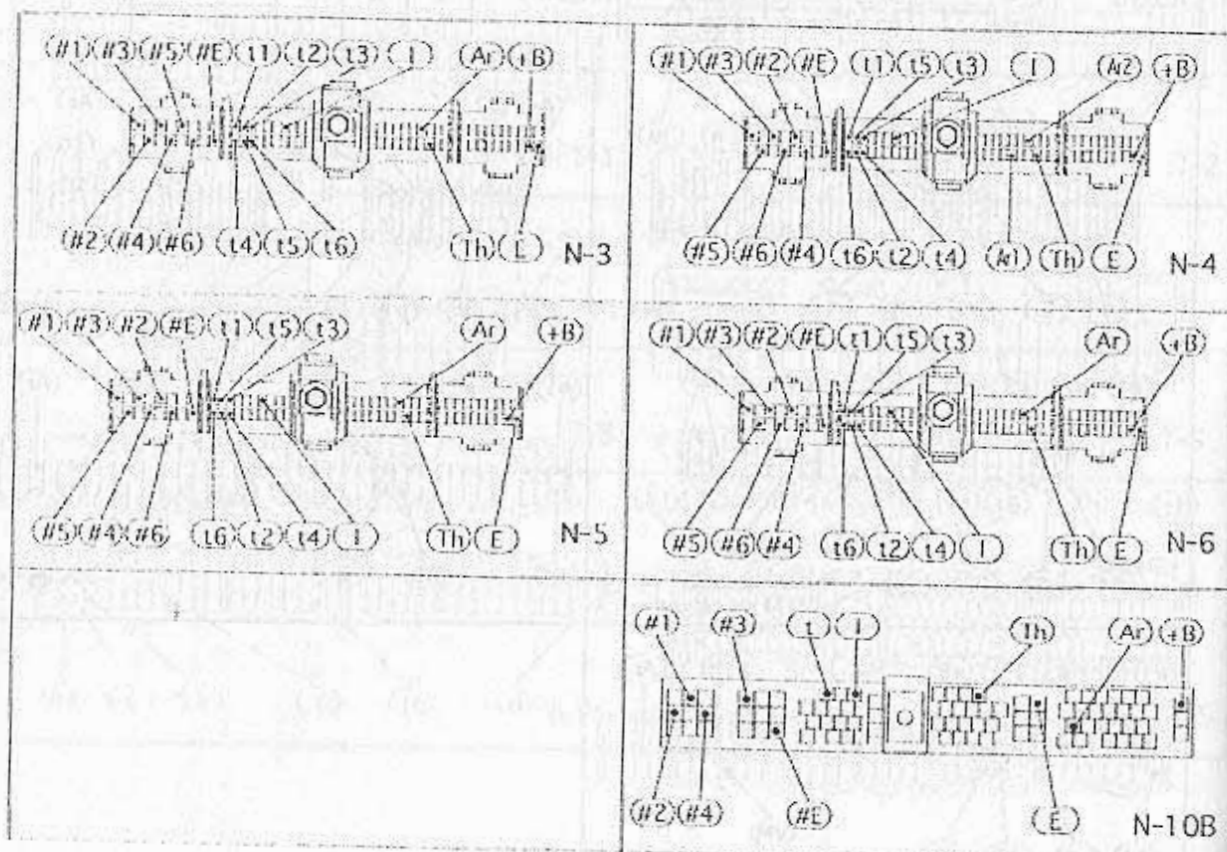 (#1)(#3)(#5)(#E)(t1)(t2)(t3) (I) (Ar)(+B)
(#2)(#4)(#6) (t4)(t5)(t6) (Th)(E) N-3
(#1)(#3)(#2)(#E) (t1)(t5)(t3) (I) (Ar2)(+B)
(#5)(#6)(#4) (t6)(t2)(t4) (Ar1)(Th)(E) N-4
(#1)(#3)(#2)(#E)(t1)(t5)(t3) (Ar) (+B)
(#5)(#4)(#6) (t6)(t2)(t4)(I) (Th)(E) N-5
(#1)(#3)(#2)(#E)(t1)(t5)(t3) (Ar) (+B)
(#5)(#6)(#4) (t6)(t2)(t4)(I) (Th)(E) N-6
(#1) (#3) (t)(I) (Th) (Ar)(+B)
(#2)(#4) (#E) (E) N-10B